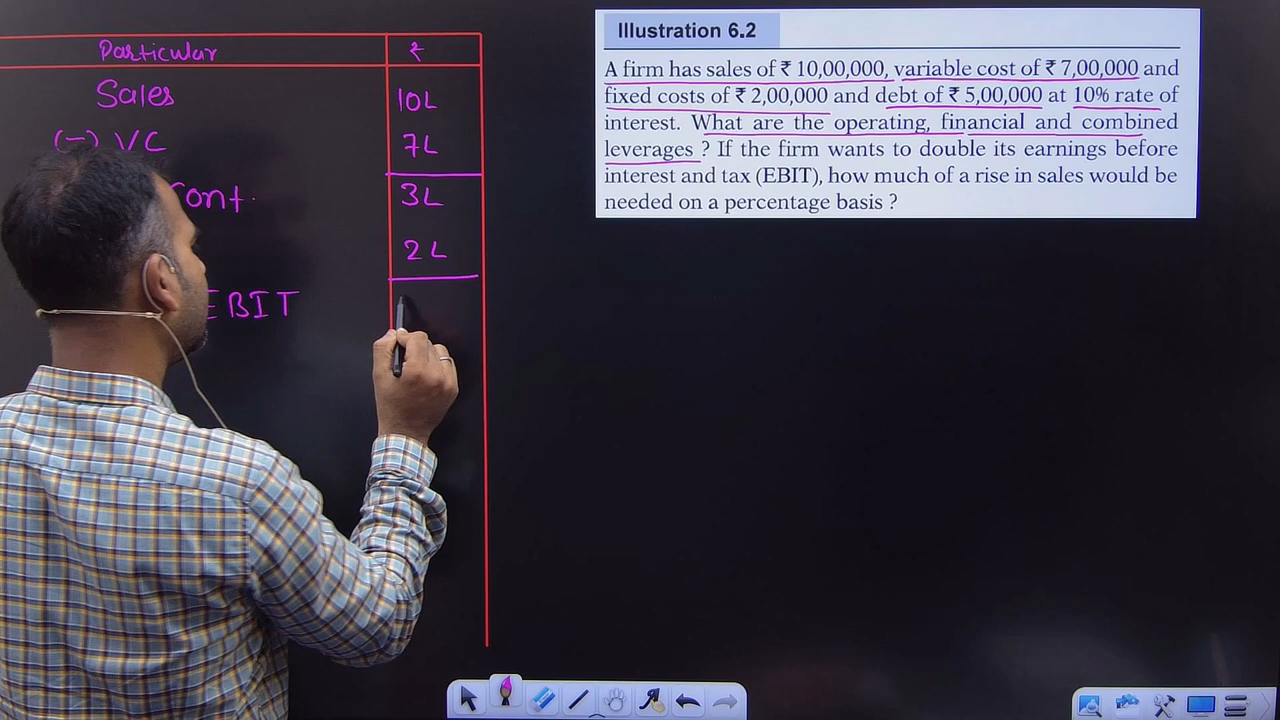 Particular ₹
Sales 10L
(-) VC 7L
Cont. 3L
2L
EBIT
Illustration 6.2
A firm has sales of ₹ 10,00,000, variable cost of ₹ 7,00,000 and
fixed costs of ₹ 2,00,000 and debt of ₹ 5,00,000 at 10% rate of
interest. What are the operating, financial and combined
leverages ? If the firm wants to double its earnings before
interest and tax (EBIT), how much of a rise in sales would be
needed on a percentage basis ?